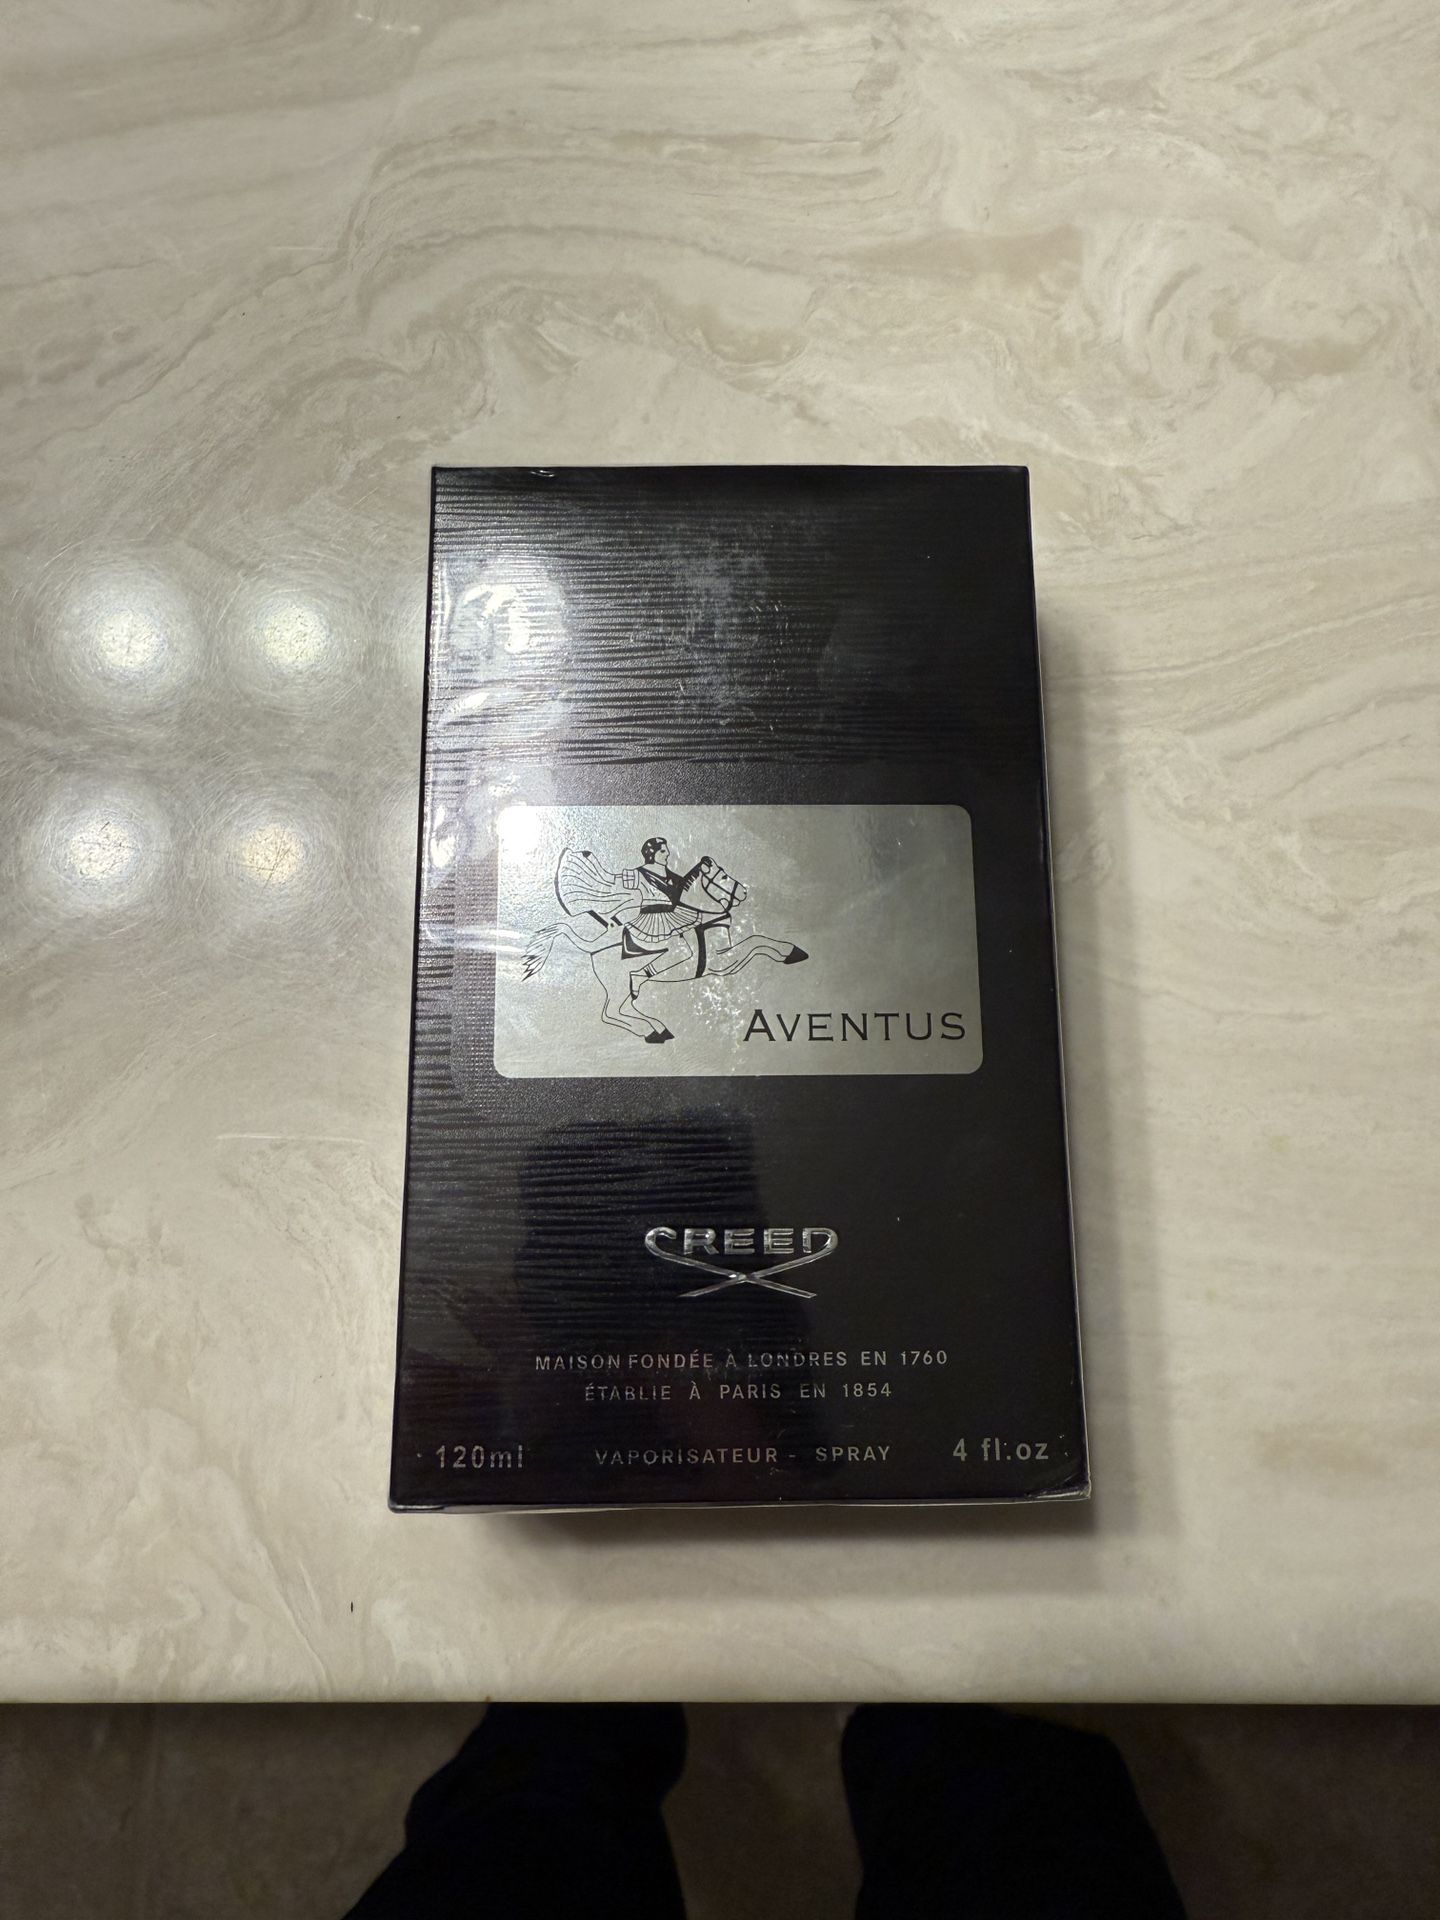 AVENTUS
CREED
MAISON FONDÉE À LONDRES EN 1760
ÉTABLIE À PARIS EN 1854
120ml VAPORISATEUR - SPRAY 4 fl.oz